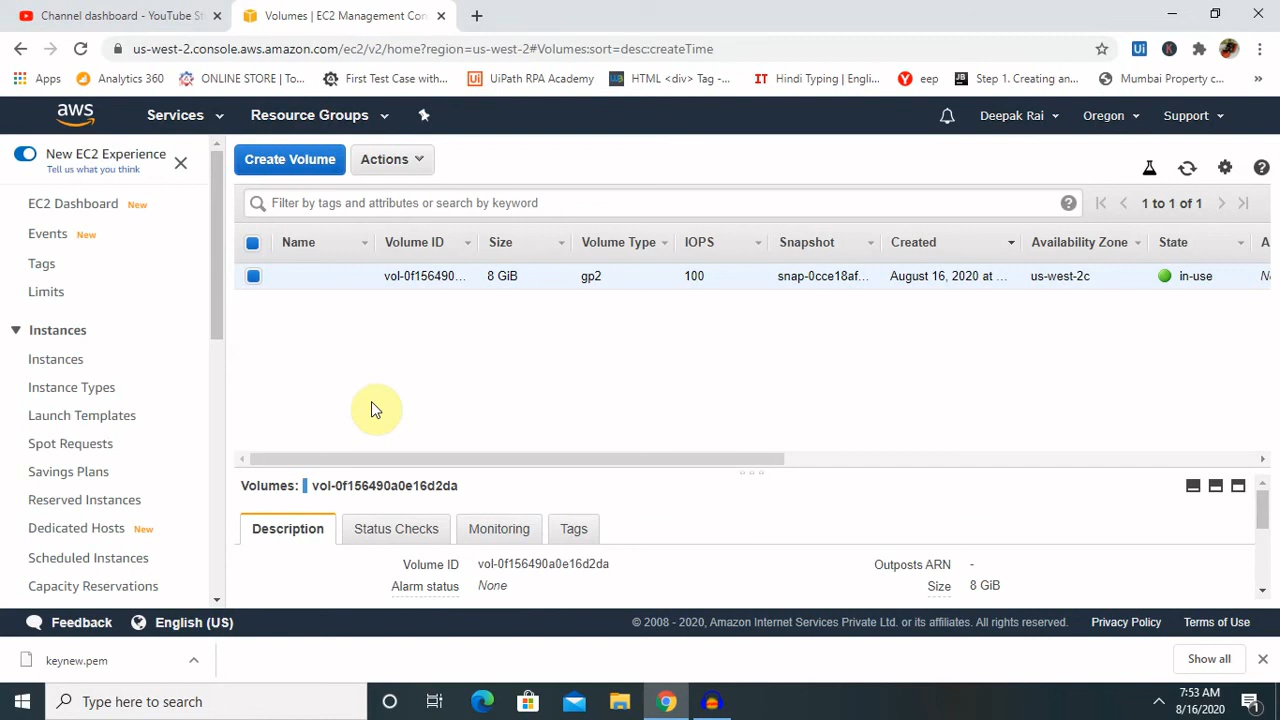 Channel dashboard - YouTube St
Volumes | EC2 Management Con
us-west-2.console.aws.amazon.com/ec2/v2/home?region=us-west-2#Volumes:sort=desc:createTime
Ui K
Apps Analytics 360 ONLINE STORE | To... First Test Case with... UiPath RPA Academy HTML <div> Tag -... IT Hindi Typing | Engli... Y eep JB Step 1. Creating an... Mumbai Property c... »
aws Services Resource Groups Deepak Rai Oregon Support
New EC2 Experience
Tell us what you think
Create Volume Actions
EC2 Dashboard New
Events New
Tags
Limits
Instances
Instances
Instance Types
Launch Templates
Spot Requests
Savings Plans
Reserved Instances
Dedicated Hosts New
Scheduled Instances
Capacity Reservations
Filter by tags and attributes or search by keyword
1 to 1 of 1
Name Volume ID Size Volume Type IOPS Snapshot Created Availability Zone State A
vol-0f156490... 8 GiB gp2 100 snap-0cce18af... August 16, 2020 at ... us-west-2c in-use
Volumes: vol-0f156490a0e16d2da
Description Status Checks Monitoring Tags
Volume ID vol-0f156490a0e16d2da Outposts ARN -
Alarm status None Size 8 GiB
Feedback English (US) © 2008 - 2020, Amazon Internet Services Private Ltd. or its affiliates. All rights reserved. Privacy Policy Terms of Use
keynew.pem Show all
Type here to search
7:53 AM
8/16/2020
1